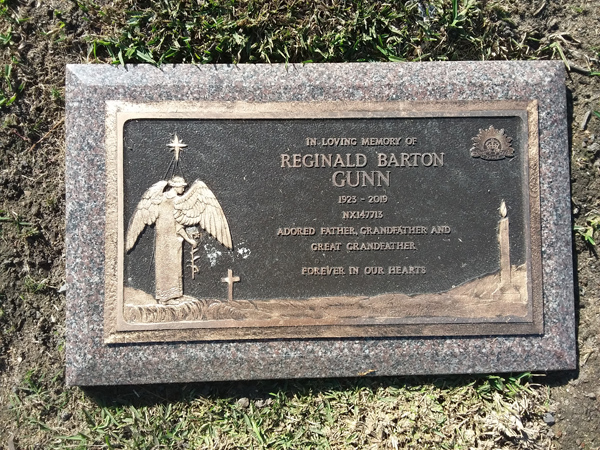 IN LOVING MEMORY OF
REGINALD BARTON
GUNN
1923 - 2019
NX147713
ADORED FATHER, GRANDFATHER AND
GREAT GRANDFATHER
FOREVER IN OUR HEARTS